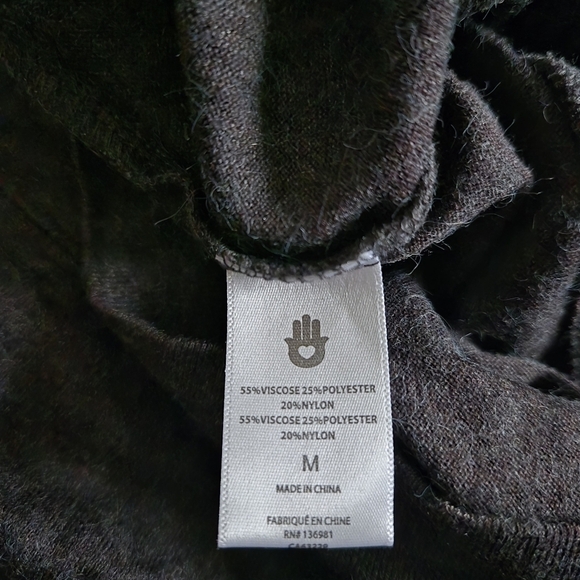 55%VISCOSE 25%POLYESTER
20%NYLON
55%VISCOSE 25%POLYESTER
20%NYLON
M
MADE IN CHINA
FABRIQUÉ EN CHINE
RN# 136981